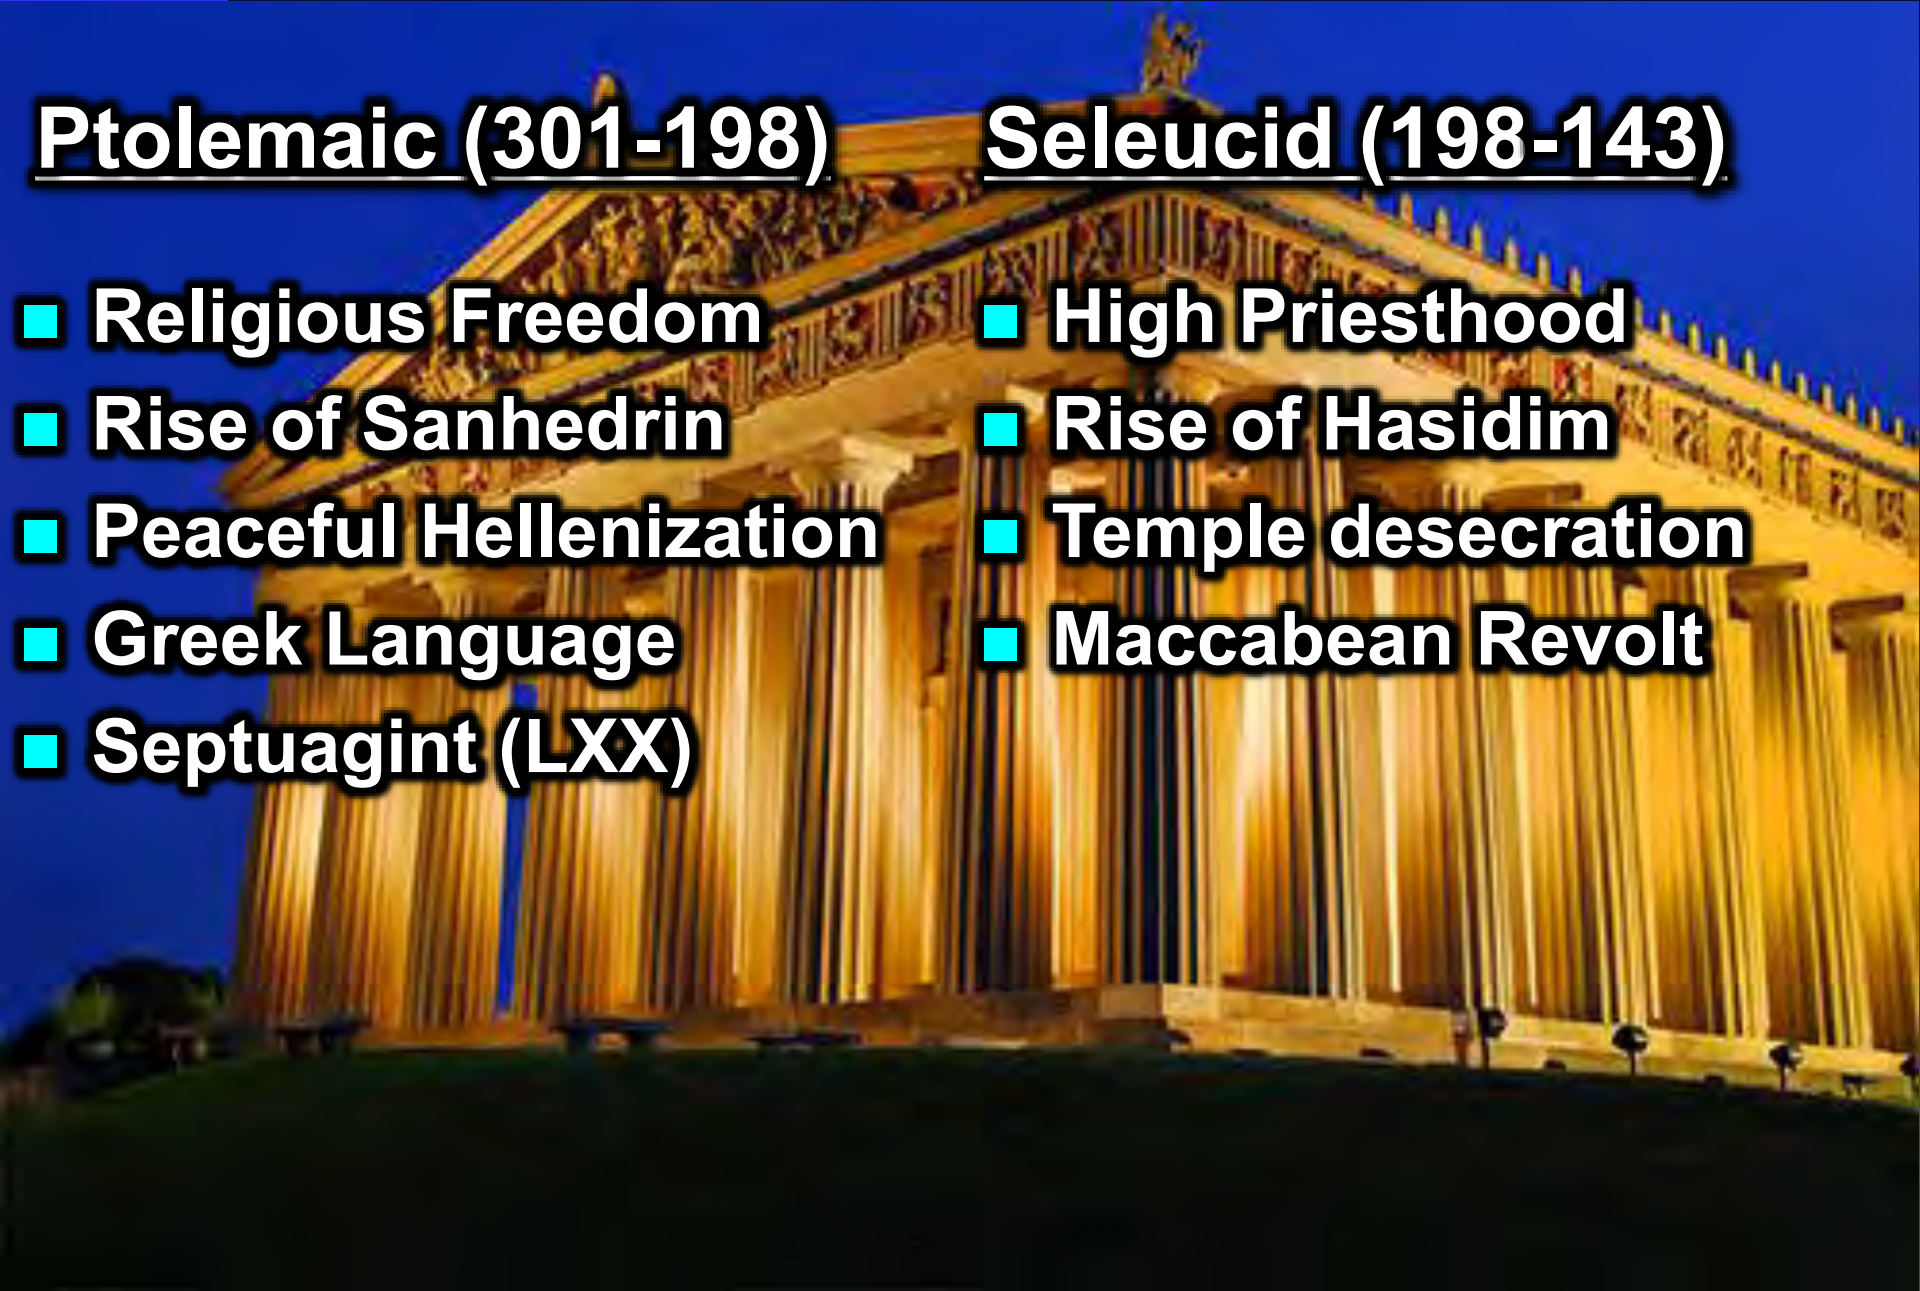 Ptolemaic (301-198)
Religious Freedom
Rise of Sanhedrin
Peaceful Hellenization
Greek Language
Septuagint (LXX)
Seleucid (198-143)
High Priesthood
Rise of Hasidim
Temple desecration
Maccabean Revolt